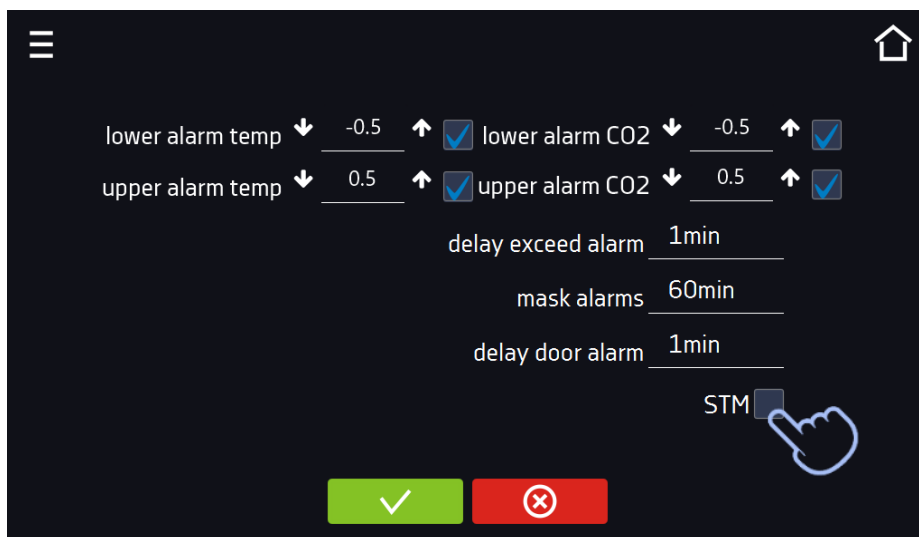 lower alarm temp -0.5 lower alarm CO2 -0.5
upper alarm temp 0.5 upper alarm CO2 0.5
delay exceed alarm 1min
mask alarms 60min
delay door alarm 1min
STM